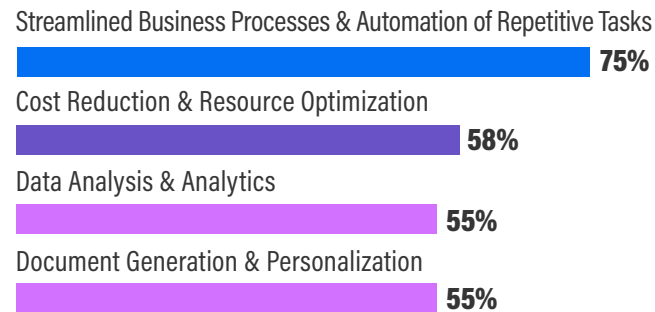 Streamlined Business Processes & Automation of Repetitive Tasks
75%
Cost Reduction & Resource Optimization
58%
Data Analysis & Analytics
55%
Document Generation & Personalization
55%